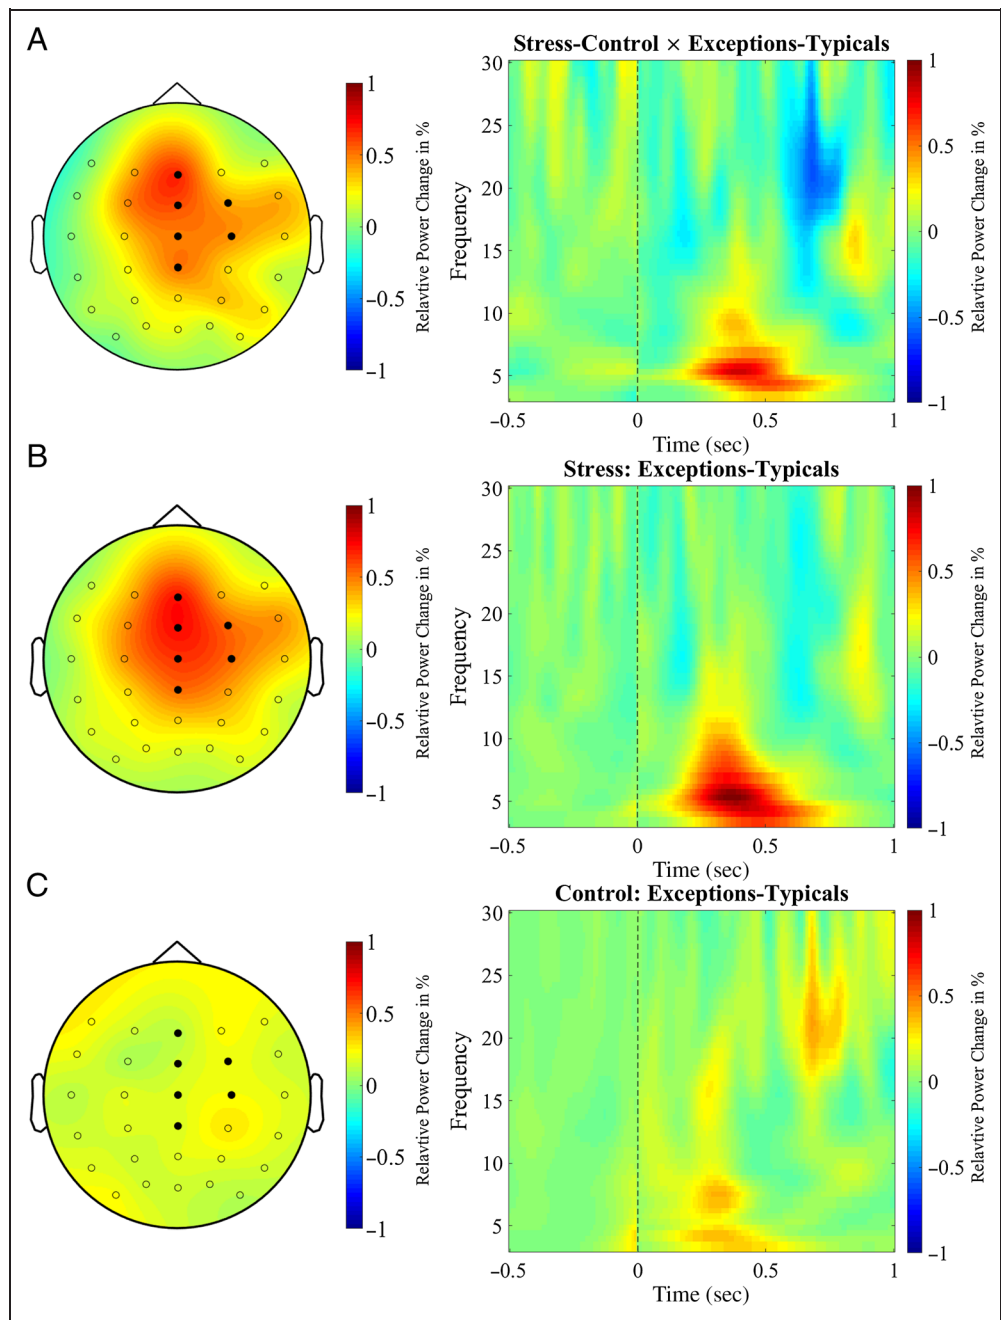 A
Stress-Control × Exceptions-Typicals
1
0.5
0
−0.5
−1
Relavtive Power Change in %
Frequency
30
25
20
15
10
5
−0.5 0 0.5 1
Time (sec)
1
0.5
0
−0.5
−1
Relavtive Power Change in %
B
Stress: Exceptions-Typicals
1
0.5
0
−0.5
−1
Relavtive Power Change in %
Frequency
30
25
20
15
10
5
−0.5 0 0.5 1
Time (sec)
1
0.5
0
−0.5
−1
Relavtive Power Change in %
C
Control: Exceptions-Typicals
1
0.5
0
−0.5
−1
Relavtive Power Change in %
Frequency
30
25
20
15
10
5
−0.5 0 0.5 1
Time (sec)
1
0.5
0
−0.5
−1
Relavtive Power Change in %